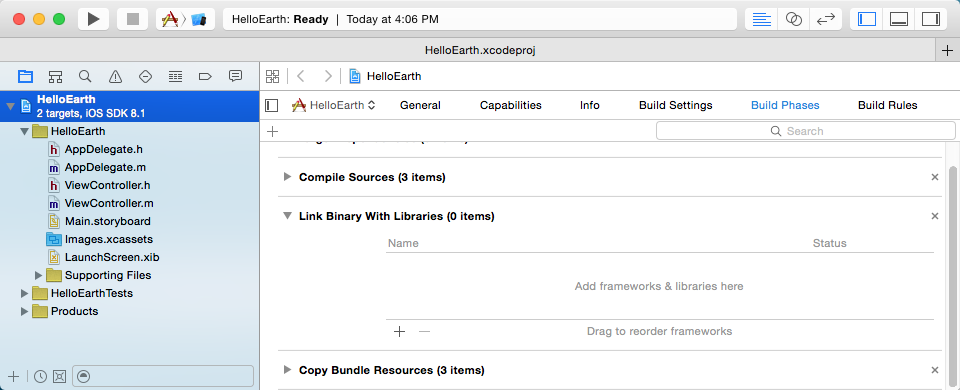 HelloEarth: Ready | Today at 4:06 PM
HelloEarth.xcodeproj
HelloEarth
2 targets, iOS SDK 8.1
HelloEarth
AppDelegate.h
AppDelegate.m
ViewController.h
ViewController.m
Main.storyboard
Images.xcassets
LaunchScreen.xib
Supporting Files
HelloEarthTests
Products
HelloEarth
HelloEarth General Capabilities Info Build Settings Build Phases Build Rules
Search
Compile Sources (3 items)
Link Binary With Libraries (0 items)
Name Status
Add frameworks & libraries here
Drag to reorder frameworks
Copy Bundle Resources (3 items)